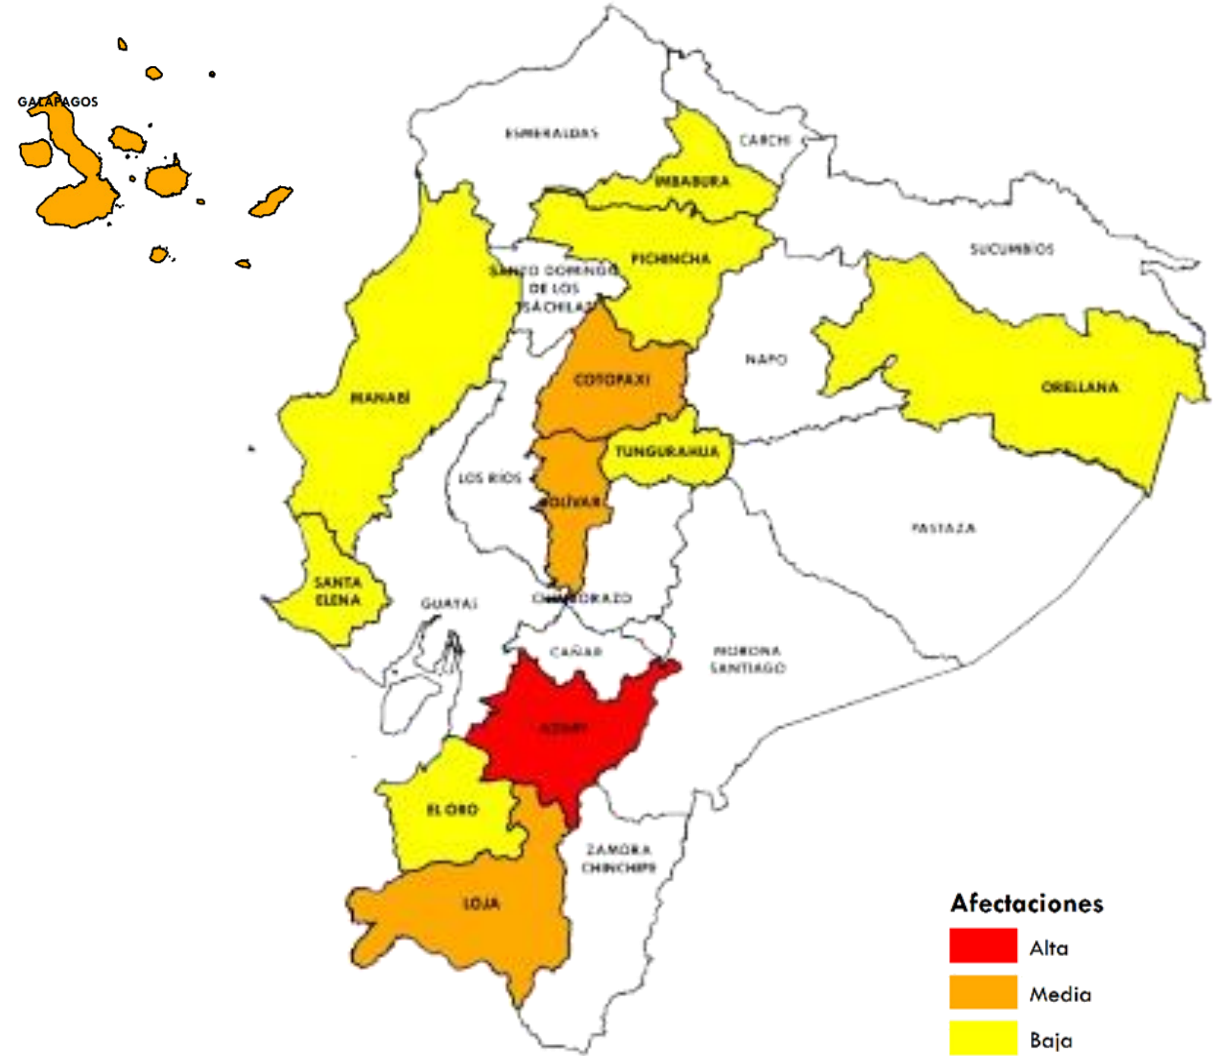 GALÁPAGOS
ESMERALDAS
CARCHI
IMBABURA
SUCUMBÍOS
PICHINCHA
SANTO DOMINGO
DE LOS
TSÁCHILAS
NAPO
COTOPAXI
ORELLANA
MANABÍ
TUNGURAHUA
LOS RÍOS
BOLÍVAR
PASTAZA
SANTA
ELENA
GUAYAS
CHIMBORAZO
CAÑAR
MORONA
SANTIAGO
AZUAY
EL ORO
ZAMORA
CHINCHIPE
LOJA
Afectaciones
Alta
Media
Baja